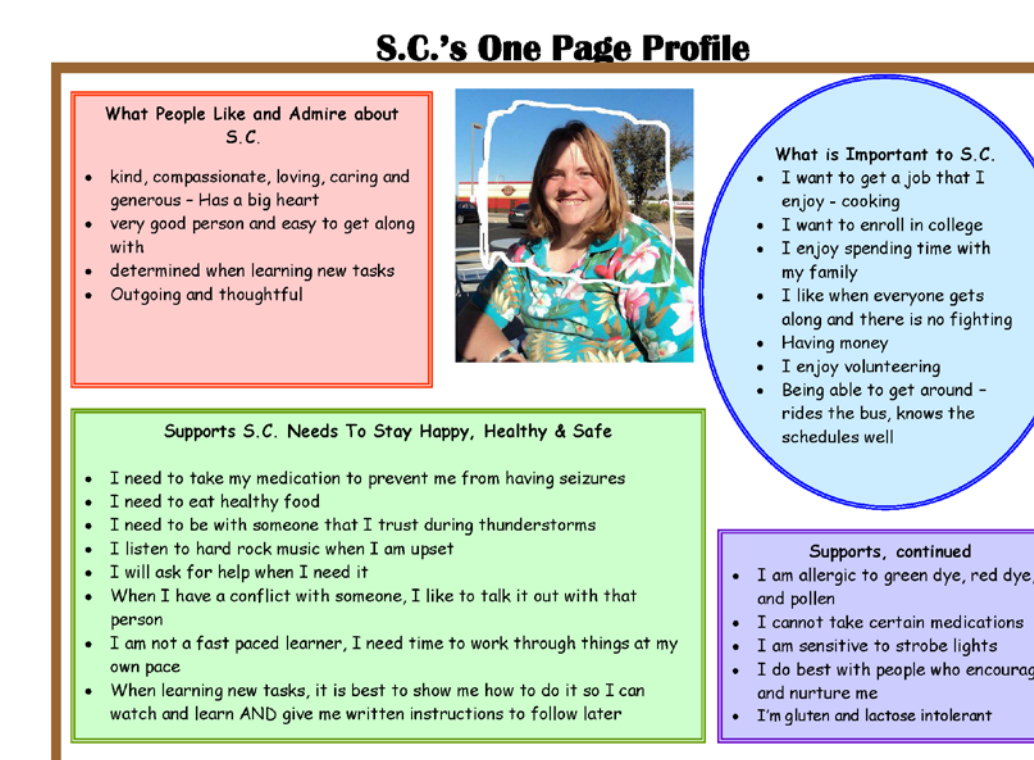 S.C.'s One Page Profile
What People Like and Admire about
S.C.
• kind, compassionate, loving, caring and
generous – Has a big heart
• very good person and easy to get along
with
• determined when learning new tasks
• Outgoing and thoughtful
What is Important to S.C.
• I want to get a job that I
enjoy - cooking
• I want to enroll in college
• I enjoy spending time with
my family
• I like when everyone gets
along and there is no fighting
• Having money
• I enjoy volunteering
• Being able to get around –
rides the bus, knows the
schedules well
Supports S.C. Needs To Stay Happy, Healthy & Safe
• I need to take my medication to prevent me from having seizures
• I need to eat healthy food
• I need to be with someone that I trust during thunderstorms
• I listen to hard rock music when I am upset
• I will ask for help when I need it
• When I have a conflict with someone, I like to talk it out with that
person
• I am not a fast paced learner, I need time to work through things at my
own pace
• When learning new tasks, it is best to show me how to do it so I can
watch and learn AND give me written instructions to follow later
Supports, continued
• I am allergic to green dye, red dye,
and pollen
• I cannot take certain medications
• I am sensitive to strobe lights
• I do best with people who encourag
and nurture me
• I'm gluten and lactose intolerant